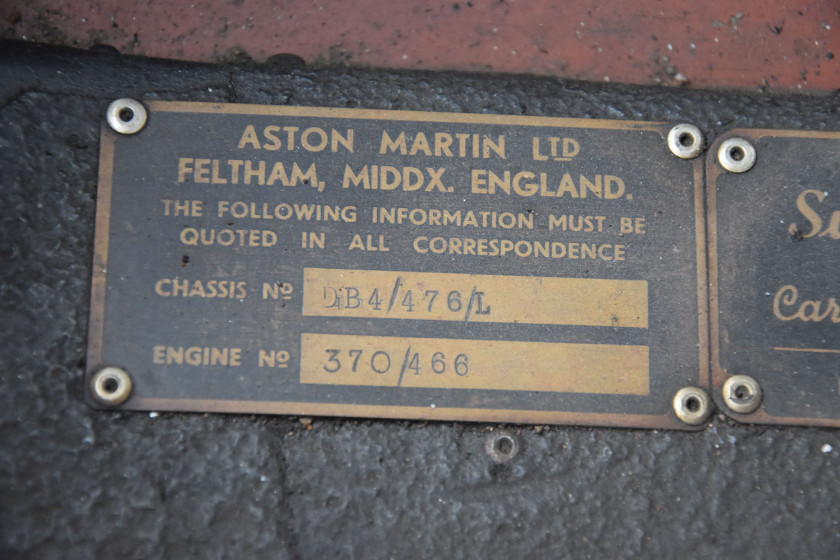 ASTON MARTIN LTD
FELTHAM, MIDDX. ENGLAND.
THE FOLLOWING INFORMATION MUST BE
QUOTED IN ALL CORRESPONDENCE
CHASSIS Nº DB4/476/L
ENGINE Nº 370/466